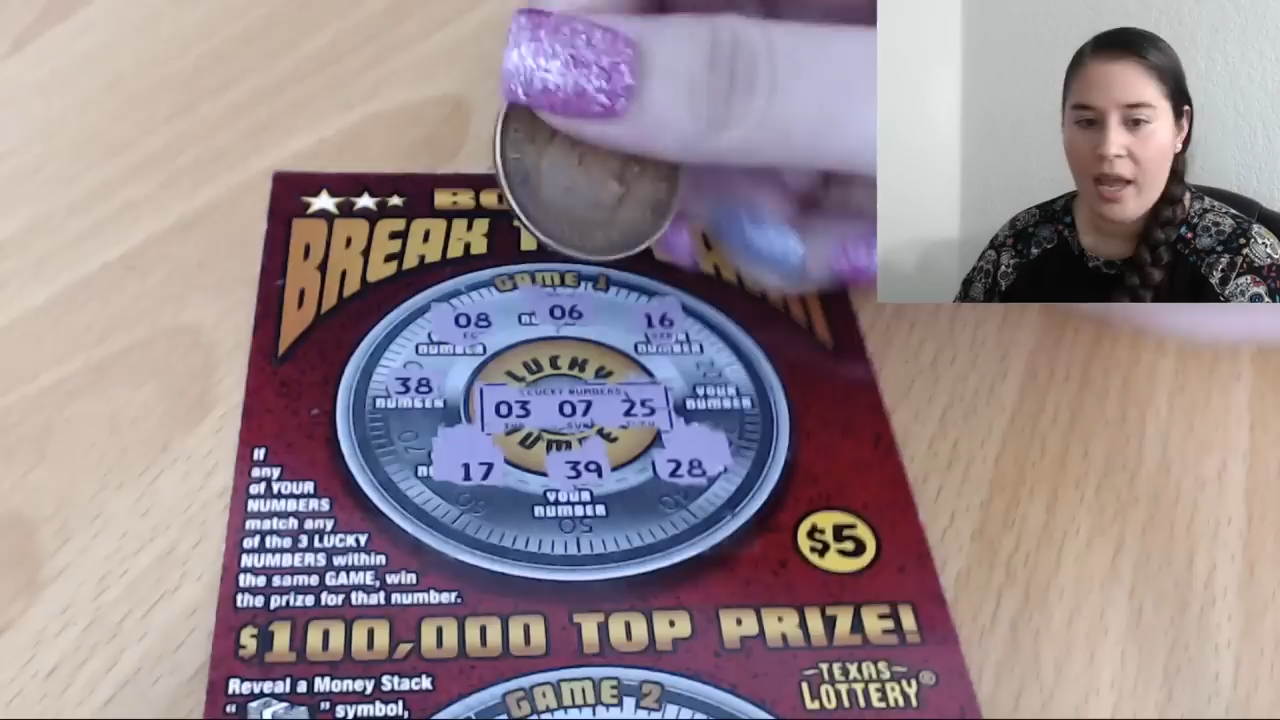 BREAK
GAME 1
08 06 16
NUMBER NUMBER
LUCKY
38
NUMBER YOUR
NUMBER
LUCKY NUMBERS
03 07 25
17 39 28
YOUR
NUMBER
50
If
any
of YOUR
NUMBERS
match any
of the 3 LUCKY
NUMBERS within
the same GAME, win
the prize for that number.
$5
$100,000 TOP PRIZE!
TEXAS
LOTTERY®
Reveal a Money Stack
" " symbol,
GAME 2